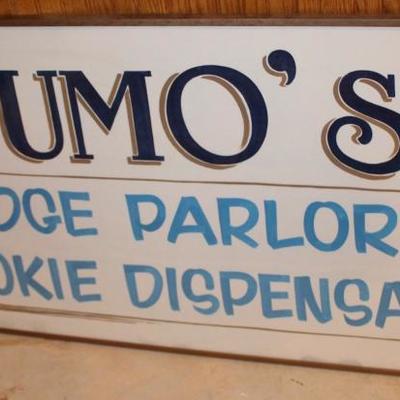 UMO'S
DGE PARLOR
OKIE DISPENSA